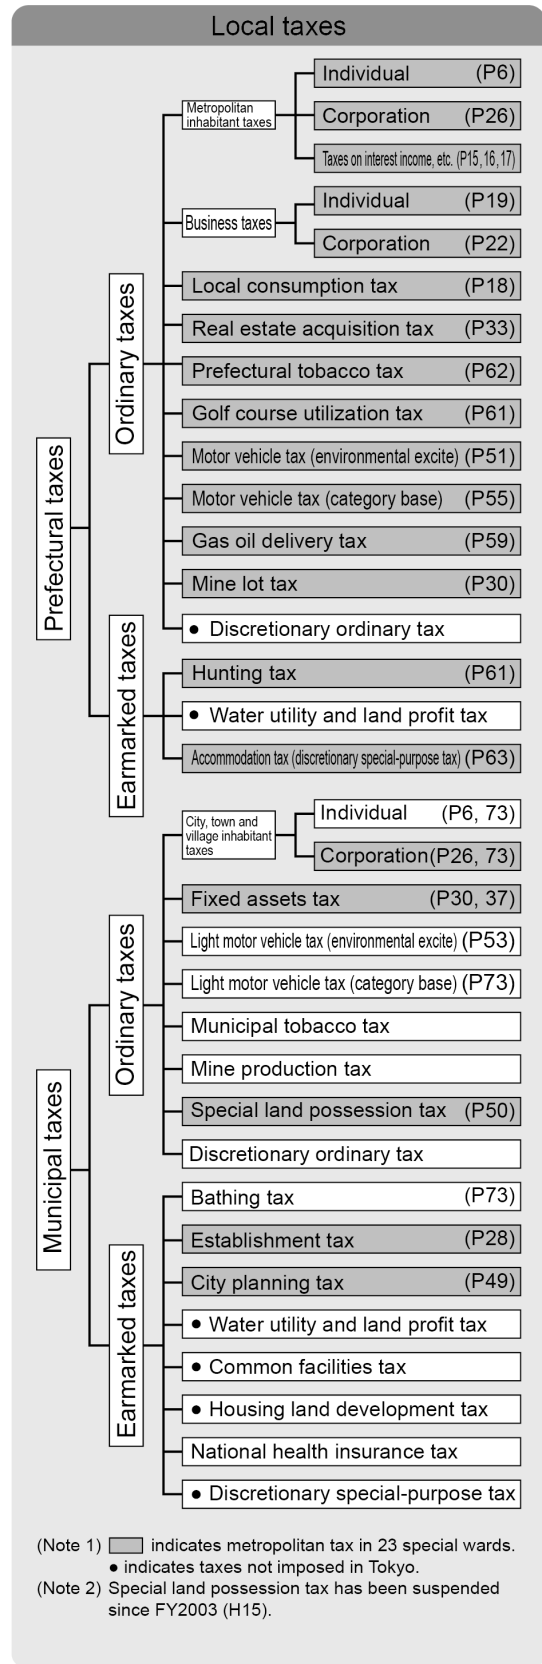 Local taxes
Prefectural taxes
Ordinary taxes
Metropolitan
inhabitant taxes
Individual (P6)
Corporation (P26)
Taxes on interest income, etc. (P15, 16, 17)
Business taxes
Individual (P19)
Corporation (P22)
Local consumption tax (P18)
Real estate acquisition tax (P33)
Prefectural tobacco tax (P62)
Golf course utilization tax (P61)
Motor vehicle tax (environmental excite) (P51)
Motor vehicle tax (category base) (P55)
Gas oil delivery tax (P59)
Mine lot tax (P30)
● Discretionary ordinary tax
Earmarked taxes
Hunting tax (P61)
● Water utility and land profit tax
Accommodation tax (discretionary special-purpose tax) (P63)
Municipal taxes
Ordinary taxes
City, town and
village inhabitant
taxes
Individual (P6, 73)
Corporation(P26, 73)
Fixed assets tax (P30, 37)
Light motor vehicle tax (environmental excite) (P53)
Light motor vehicle tax (category base) (P73)
Municipal tobacco tax
Mine production tax
Special land possession tax (P50)
Discretionary ordinary tax
Earmarked taxes
Bathing tax (P73)
Establishment tax (P28)
City planning tax (P49)
● Water utility and land profit tax
● Common facilities tax
● Housing land development tax
National health insurance tax
● Discretionary special-purpose tax
(Note 1) indicates metropolitan tax in 23 special wards.
● indicates taxes not imposed in Tokyo.
(Note 2) Special land possession tax has been suspended
since FY2003 (H15).